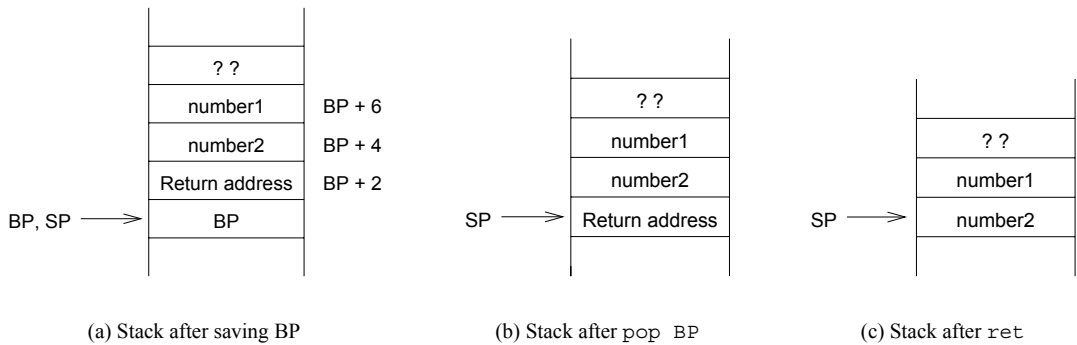 ? ?
number1 BP + 6
number2 BP + 4
Return address BP + 2
BP, SP BP
(a) Stack after saving BP
? ?
number1
number2
SP Return address
(b) Stack after pop BP
? ?
number1
SP number2
(c) Stack after ret